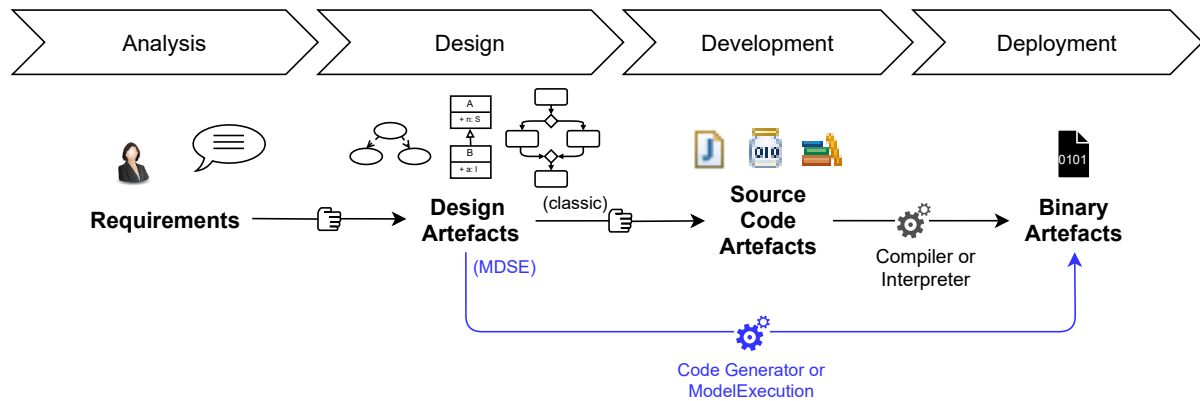 Analysis
Design
Development
Deployment
A
+ n: S
B
+ a: I
J
010
0101
Requirements
Design
Artefacts
(classic)
Source
Code
Artefacts
Binary
Artefacts
(MDSE)
Compiler or
Interpreter
Code Generator or
ModelExecution